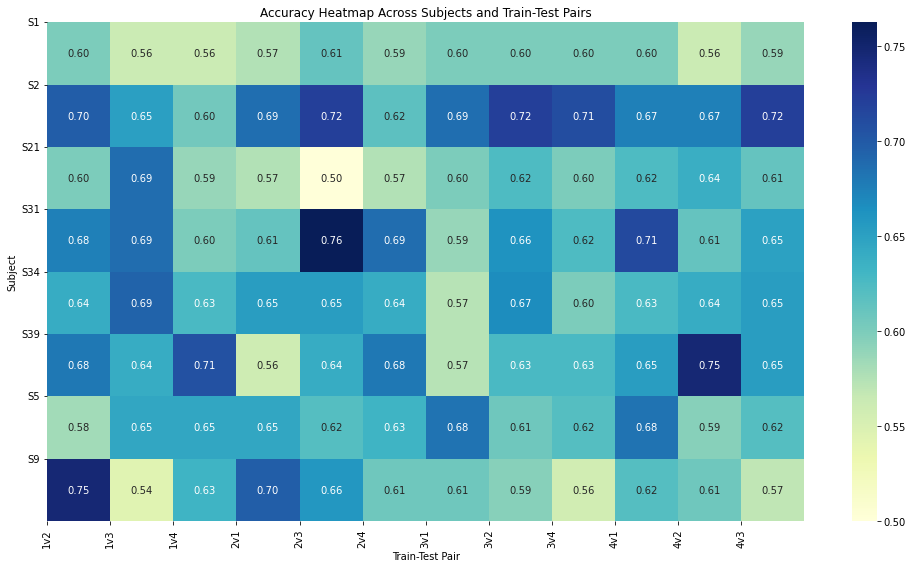 Accuracy Heatmap Across Subjects and Train-Test Pairs
S1
0.60 0.56 0.56 0.57 0.61 0.59 0.60 0.60 0.60 0.60 0.56 0.59
S2
0.70 0.65 0.60 0.69 0.72 0.62 0.69 0.72 0.71 0.67 0.67 0.72
S21
0.60 0.69 0.59 0.57 0.50 0.57 0.60 0.62 0.60 0.62 0.64 0.61
S31
0.68 0.69 0.60 0.61 0.76 0.69 0.59 0.66 0.62 0.71 0.61 0.65
S34
0.64 0.69 0.63 0.65 0.65 0.64 0.57 0.67 0.60 0.63 0.64 0.65
S39
0.68 0.64 0.71 0.56 0.64 0.68 0.57 0.63 0.63 0.65 0.75 0.65
S5
0.58 0.65 0.65 0.65 0.62 0.63 0.68 0.61 0.62 0.68 0.59 0.62
S9
0.75 0.54 0.63 0.70 0.66 0.61 0.61 0.59 0.56 0.62 0.61 0.57
Subject
1v2 1v3 1v4 2v1 2v3 2v4 3v1 3v2 3v4 4v1 4v2 4v3
Train-Test Pair
0.75
0.70
0.65
0.60
0.55
0.50